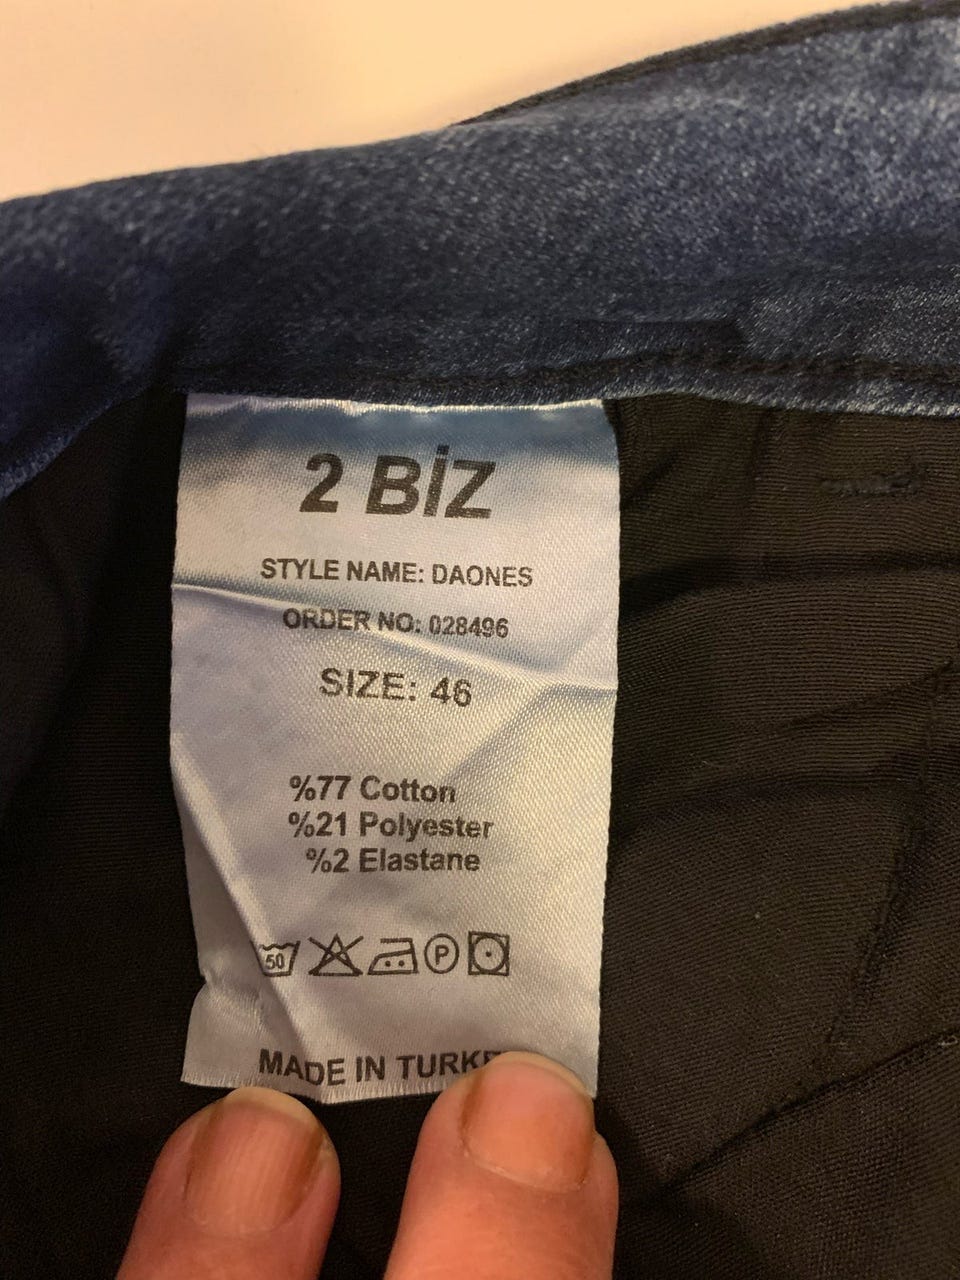 2 BİZ
STYLE NAME: DAONES
ORDER NO: 028496
SIZE: 46
%77 Cotton
%21 Polyester
%2 Elastane
50 P
MADE IN TURKE